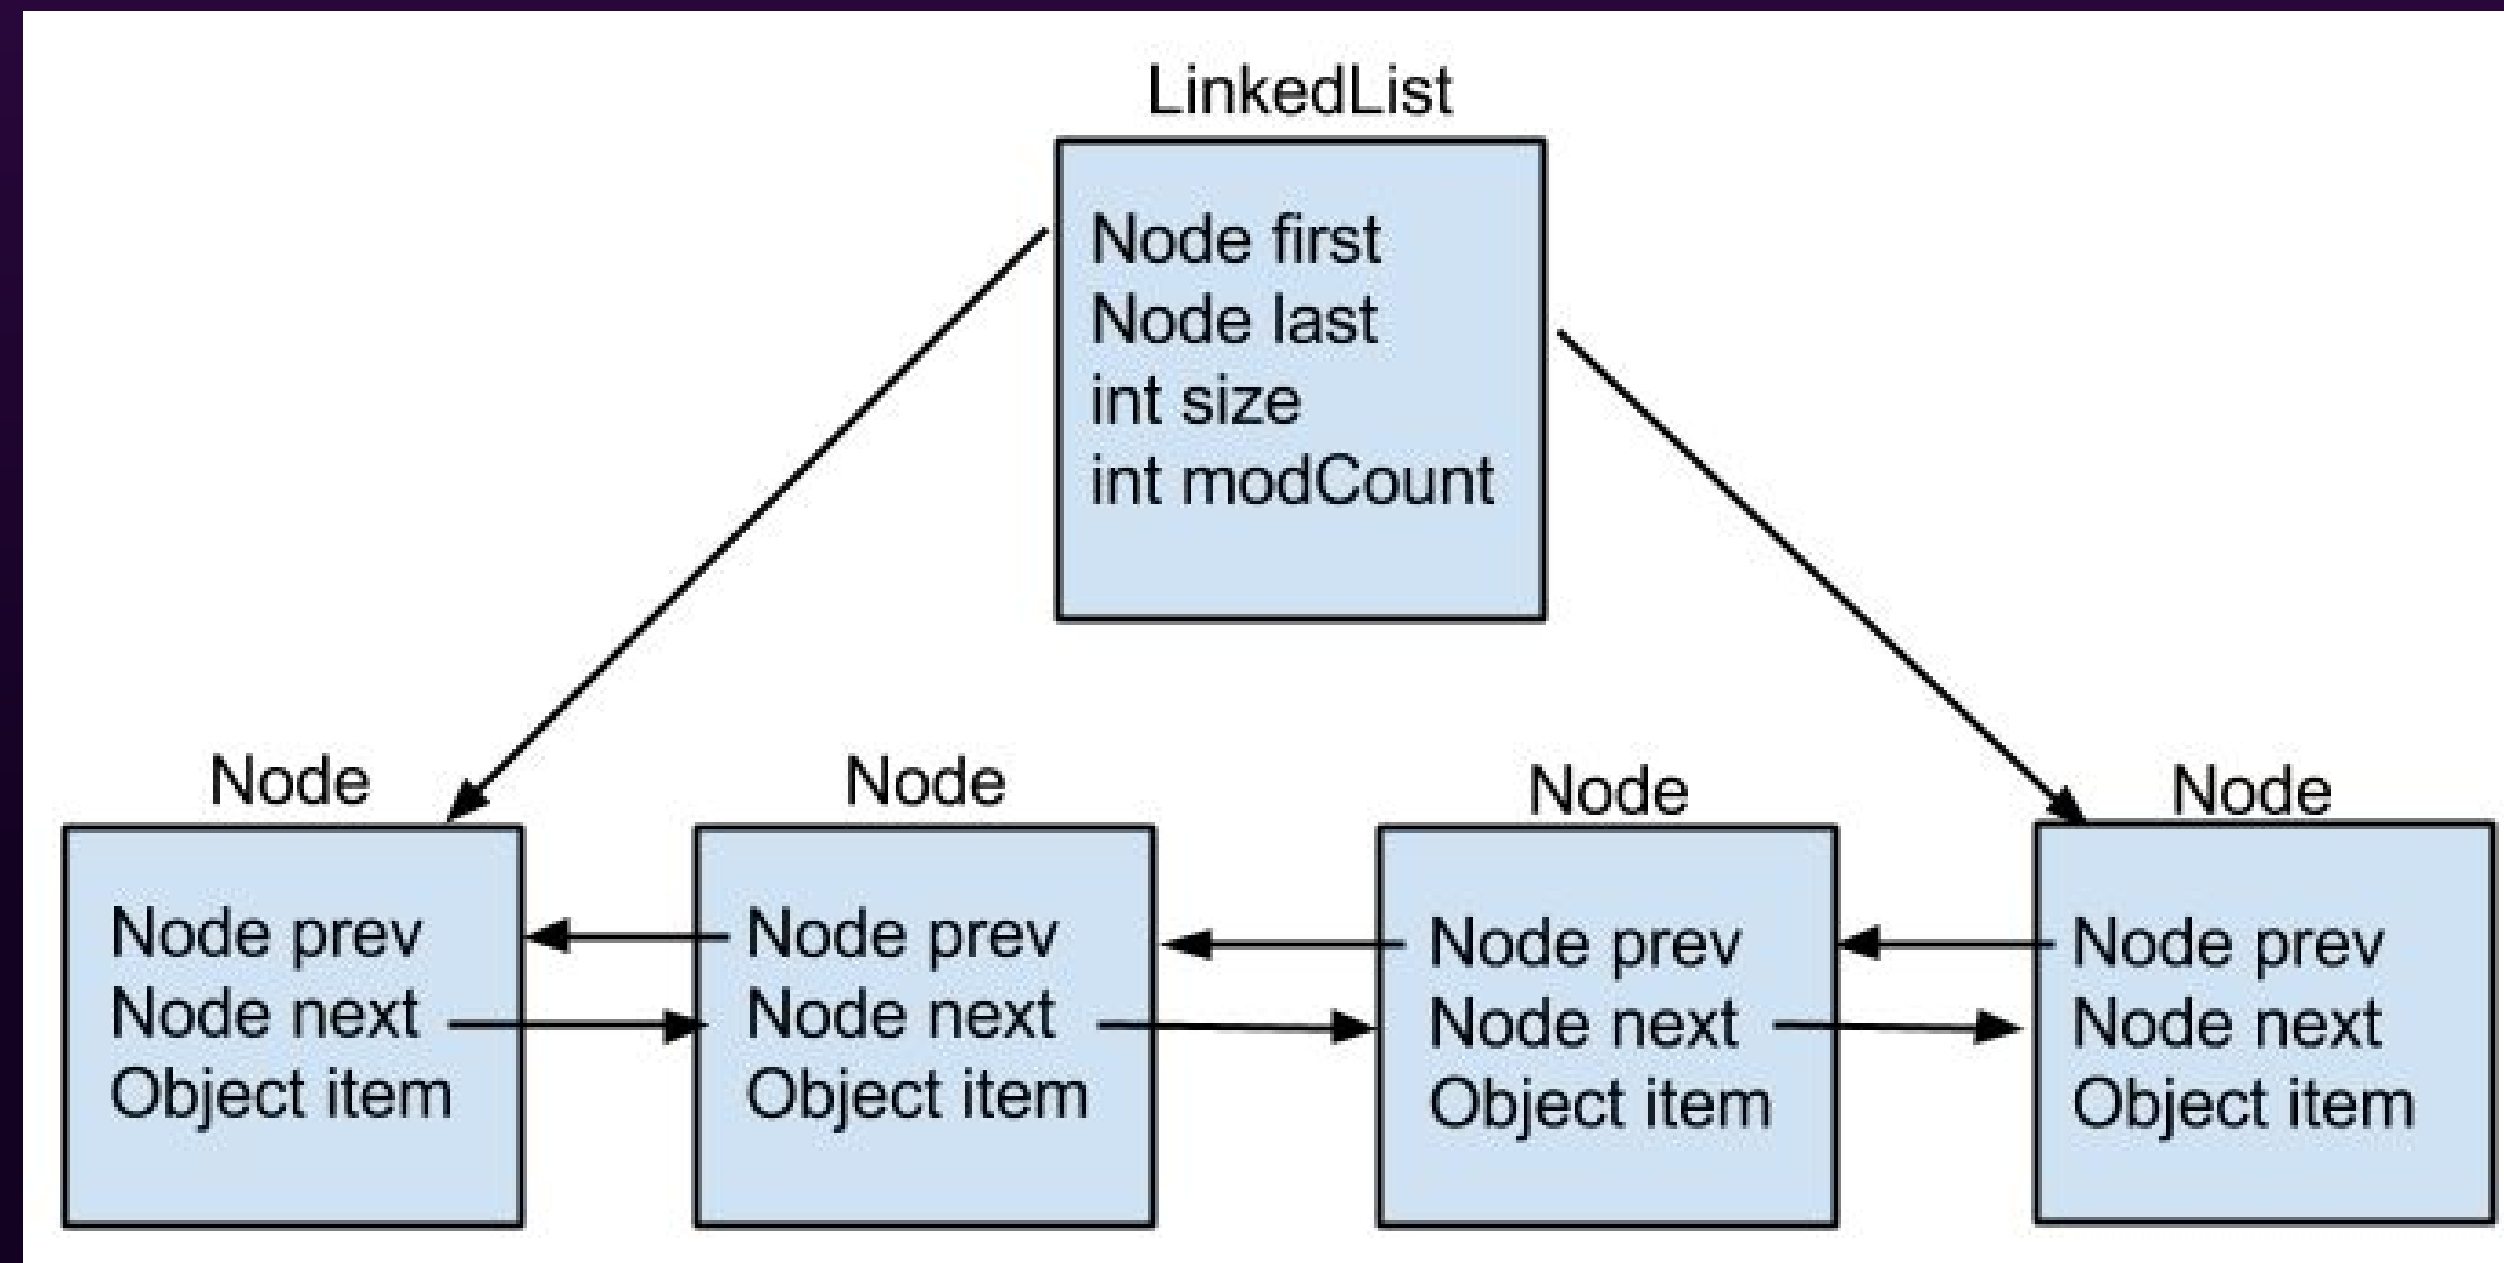 LinkedList
Node first
Node last
int size
int modCount
Node
Node prev
Node next
Object item
Node
Node prev
Node next
Object item
Node
Node prev
Node next
Object item
Node
Node prev
Node next
Object item